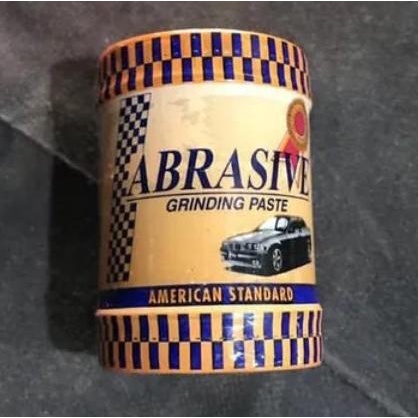 ABRASIVE
GRINDING PASTE
AMERICAN STANDARD